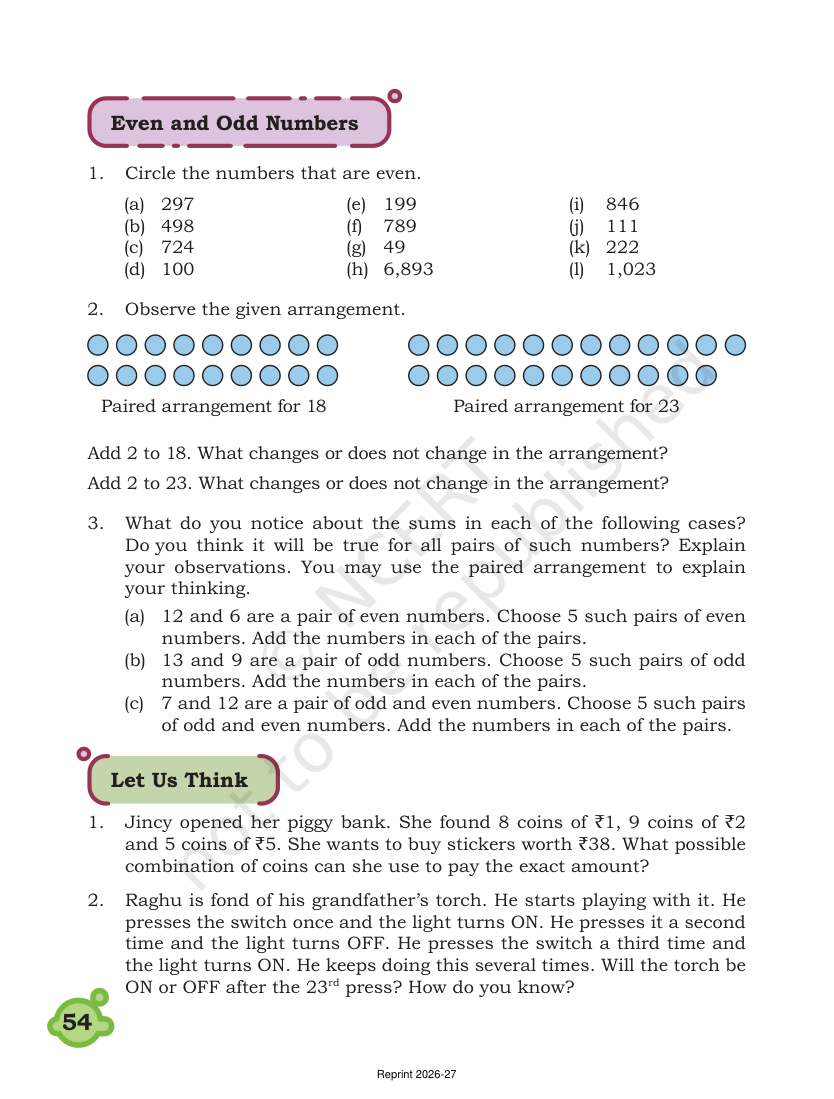 Even and Odd Numbers
1. Circle the numbers that are even.
(a) 297 (e) 199 (i) 846
(b) 498 (f) 789 (j) 111
(c) 724 (g) 49 (k) 222
(d) 100 (h) 6,893 (l) 1,023
2. Observe the given arrangement.
Paired arrangement for 18 Paired arrangement for 23
Add 2 to 18. What changes or does not change in the arrangement?
Add 2 to 23. What changes or does not change in the arrangement?
3. What do you notice about the sums in each of the following cases?
Do you think it will be true for all pairs of such numbers? Explain
your observations. You may use the paired arrangement to explain
your thinking.
(a) 12 and 6 are a pair of even numbers. Choose 5 such pairs of even
numbers. Add the numbers in each of the pairs.
(b) 13 and 9 are a pair of odd numbers. Choose 5 such pairs of odd
numbers. Add the numbers in each of the pairs.
(c) 7 and 12 are a pair of odd and even numbers. Choose 5 such pairs
of odd and even numbers. Add the numbers in each of the pairs.
Let Us Think
1. Jincy opened her piggy bank. She found 8 coins of ₹1, 9 coins of ₹2
and 5 coins of ₹5. She wants to buy stickers worth ₹38. What possible
combination of coins can she use to pay the exact amount?
2. Raghu is fond of his grandfather’s torch. He starts playing with it. He
presses the switch once and the light turns ON. He presses it a second
time and the light turns OFF. He presses the switch a third time and
the light turns ON. He keeps doing this several times. Will the torch be
ON or OFF after the 23rd press? How do you know?
54
Reprint 2026-27
© NCERT
not to be republished